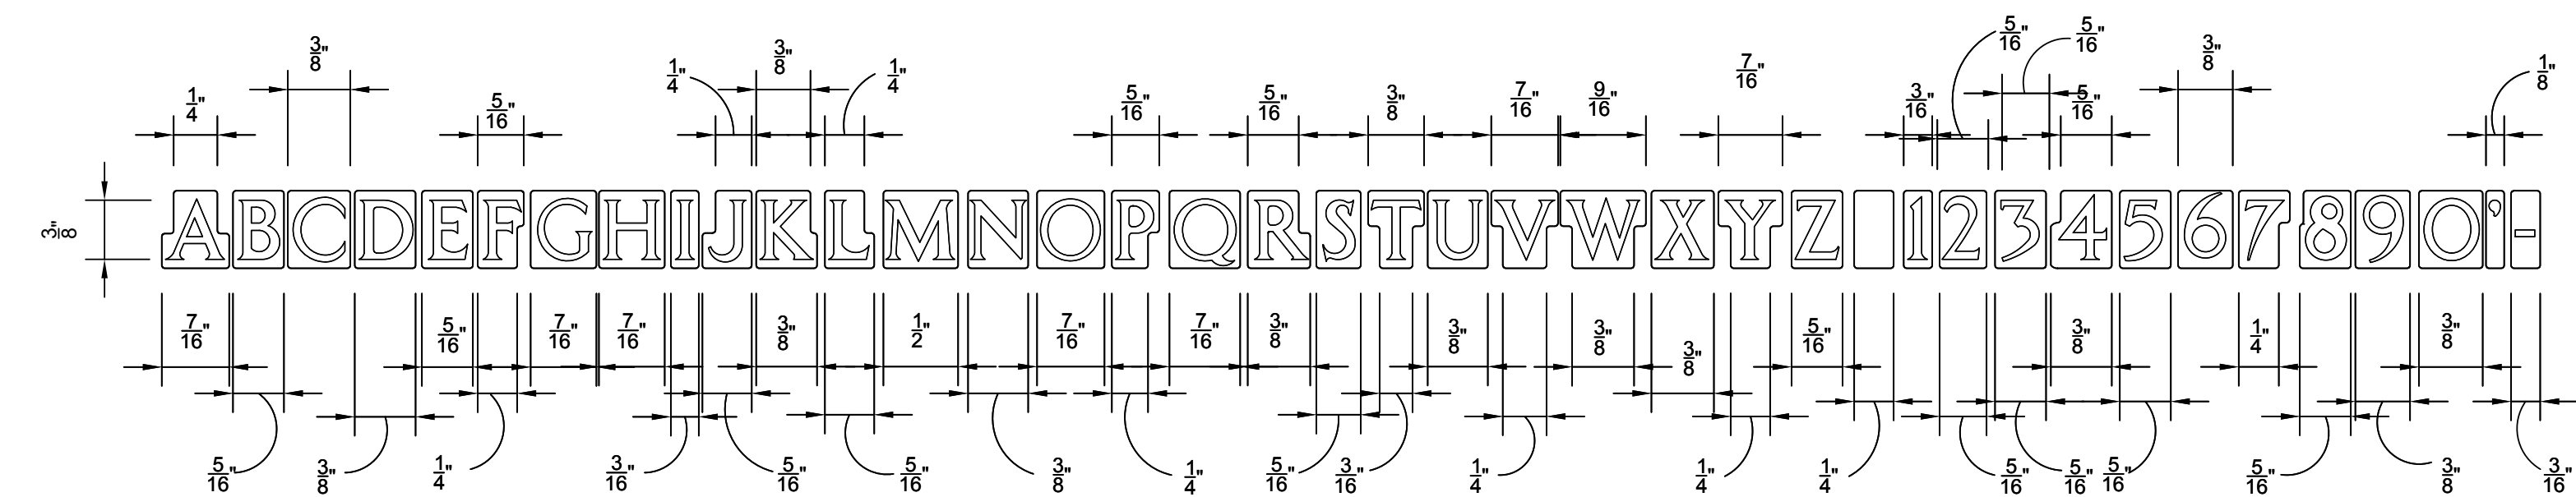 5/16" 5/16"
3/8" 3/8" 3/8"
1/4" 1/4" 7/16" 1/8"
1/4" 5/16" 5/16" 5/16" 3/8" 7/16" 9/16" 3/16" 5/16"
3/8" ABCDEFGHIJKLMNOPQRSTUVWXYZ 1234567890'-
7/16" 5/16" 7/16" 7/16" 3/8" 1/2" 7/16" 7/16" 3/8" 3/8" 3/8" 3/8" 5/16" 3/8" 1/4" 3/8"
5/16" 3/8" 1/4" 3/16" 5/16" 5/16" 3/8" 1/4" 5/16" 3/16" 1/4" 1/4" 1/4" 5/16" 5/16" 5/16" 5/16" 3/8" 3/16"